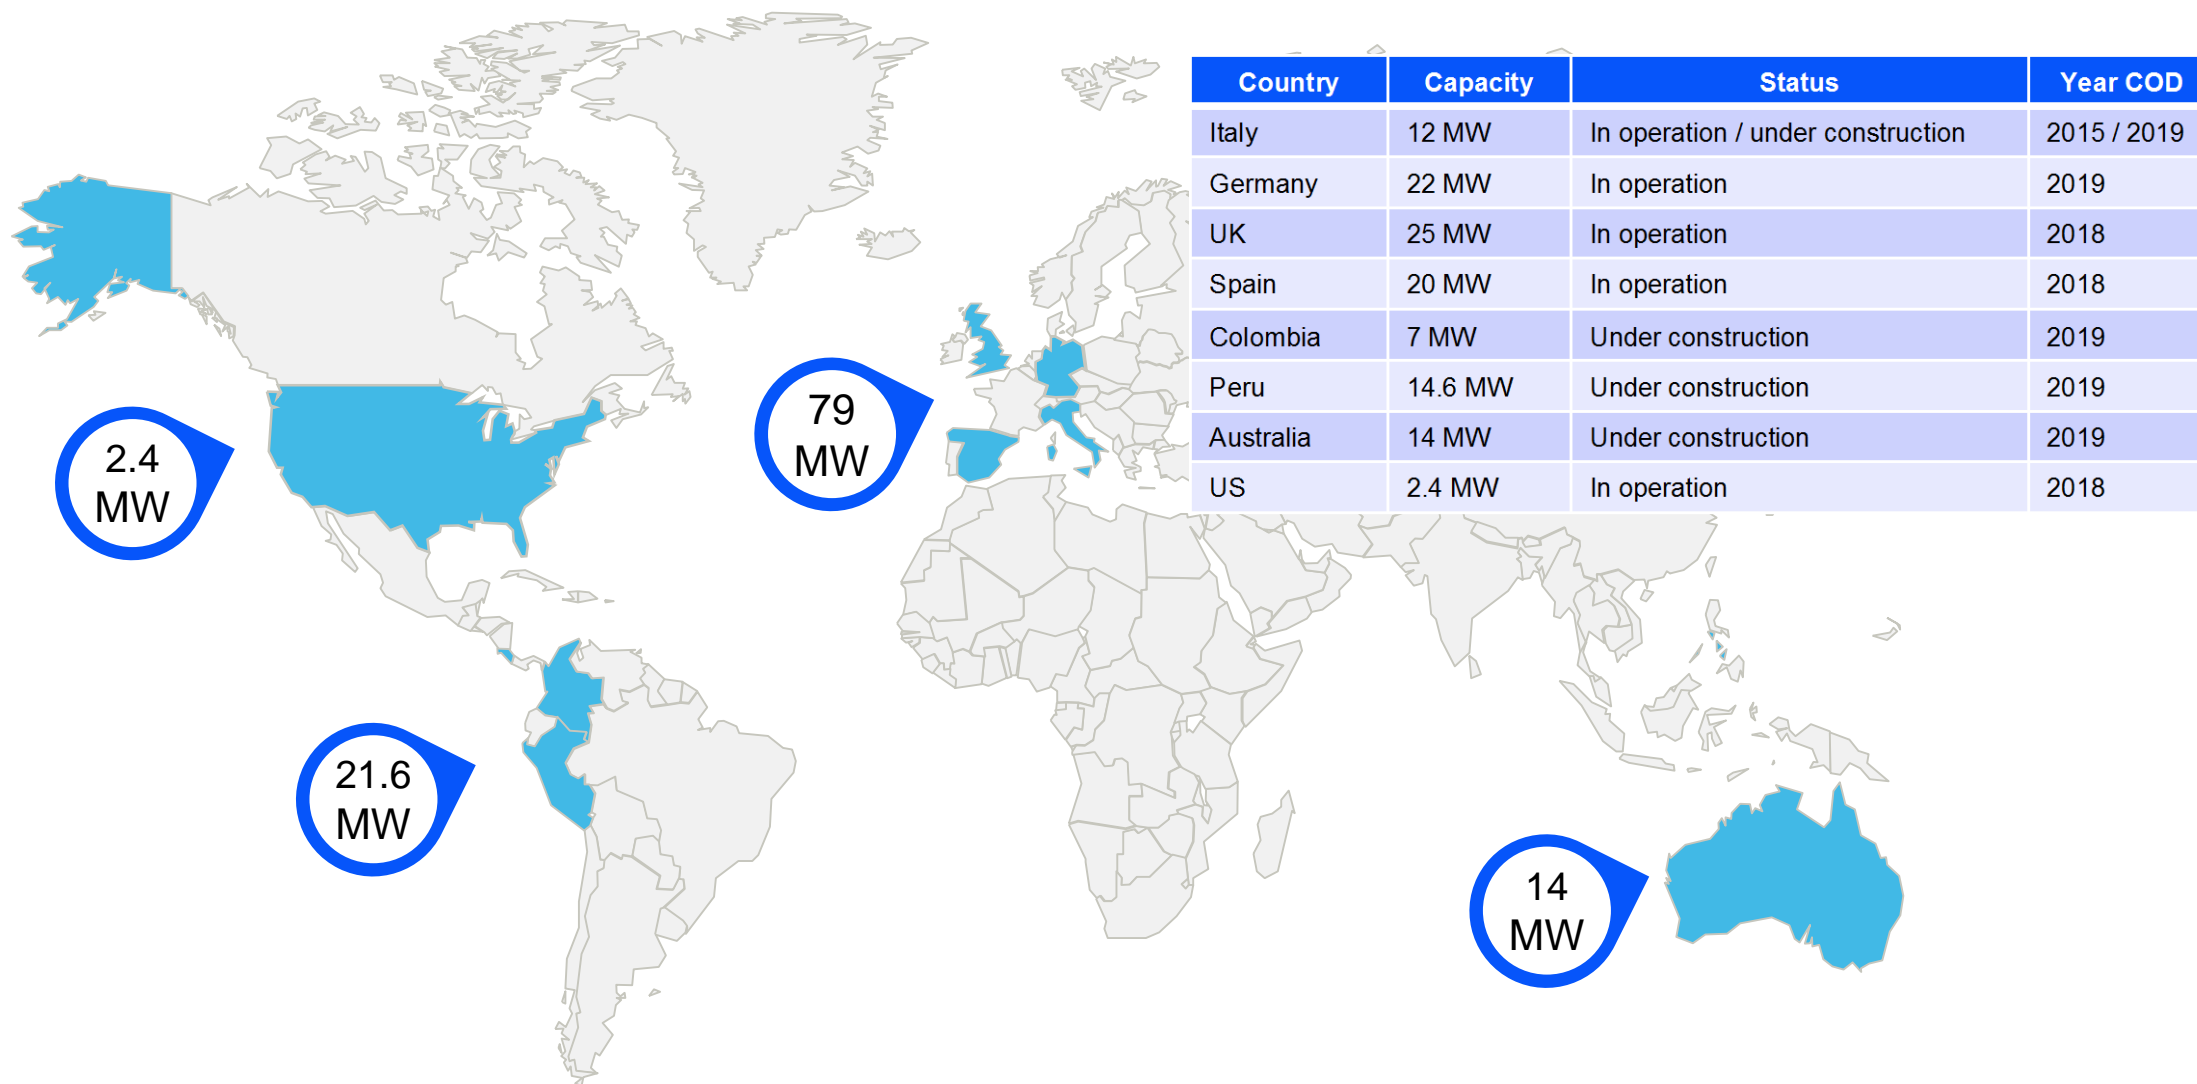 Country Capacity Status Year COD
Italy 12 MW In operation / under construction 2015 / 2019
Germany 22 MW In operation 2019
UK 25 MW In operation 2018
Spain 20 MW In operation 2018
Colombia 7 MW Under construction 2019
Peru 14.6 MW Under construction 2019
Australia 14 MW Under construction 2019
US 2.4 MW In operation 2018
79
MW
2.4
MW
21.6
MW
14
MW